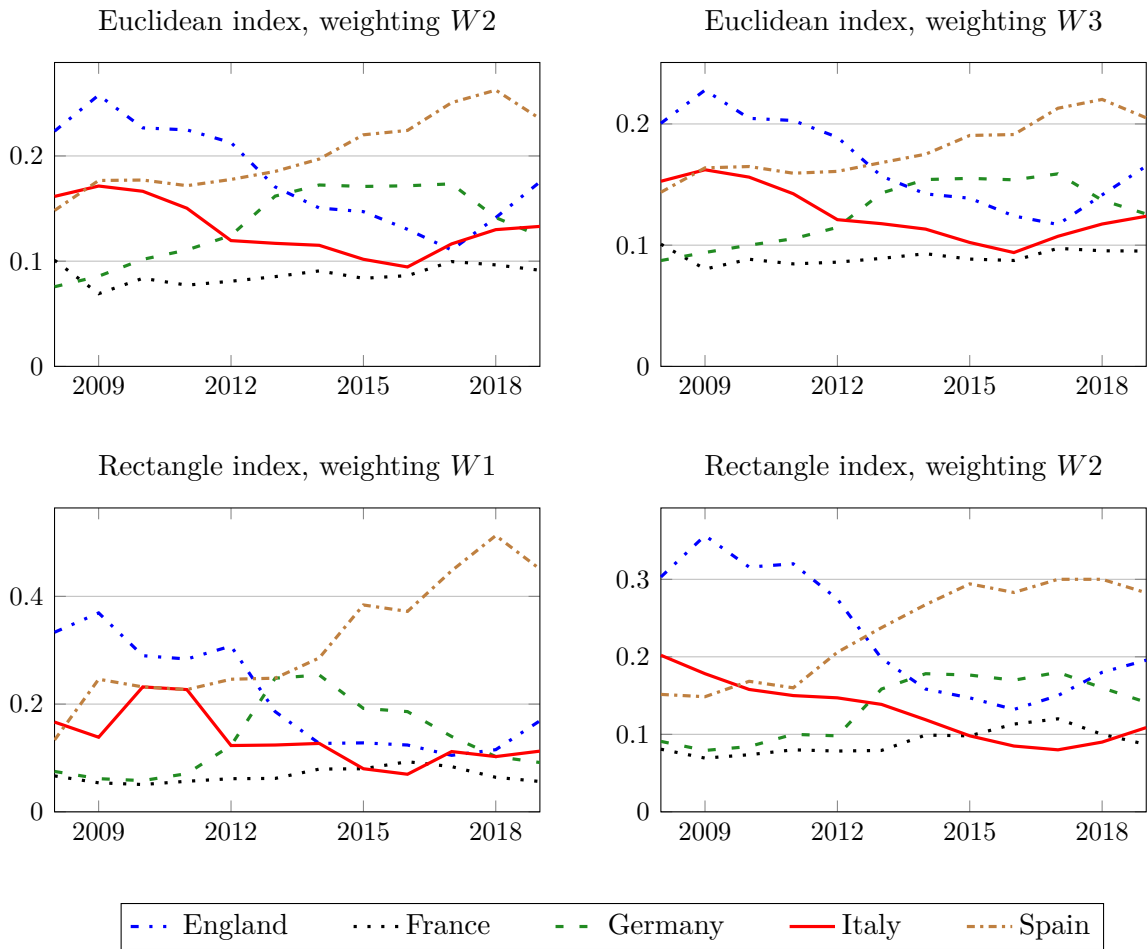 Euclidean index, weighting W2
0.2
0.1
0
2009 2012 2015 2018
Euclidean index, weighting W3
0.2
0.1
0
2009 2012 2015 2018
Rectangle index, weighting W1
0.4
0.2
0
2009 2012 2015 2018
Rectangle index, weighting W2
0.3
0.2
0.1
0
2009 2012 2015 2018
England France Germany Italy Spain